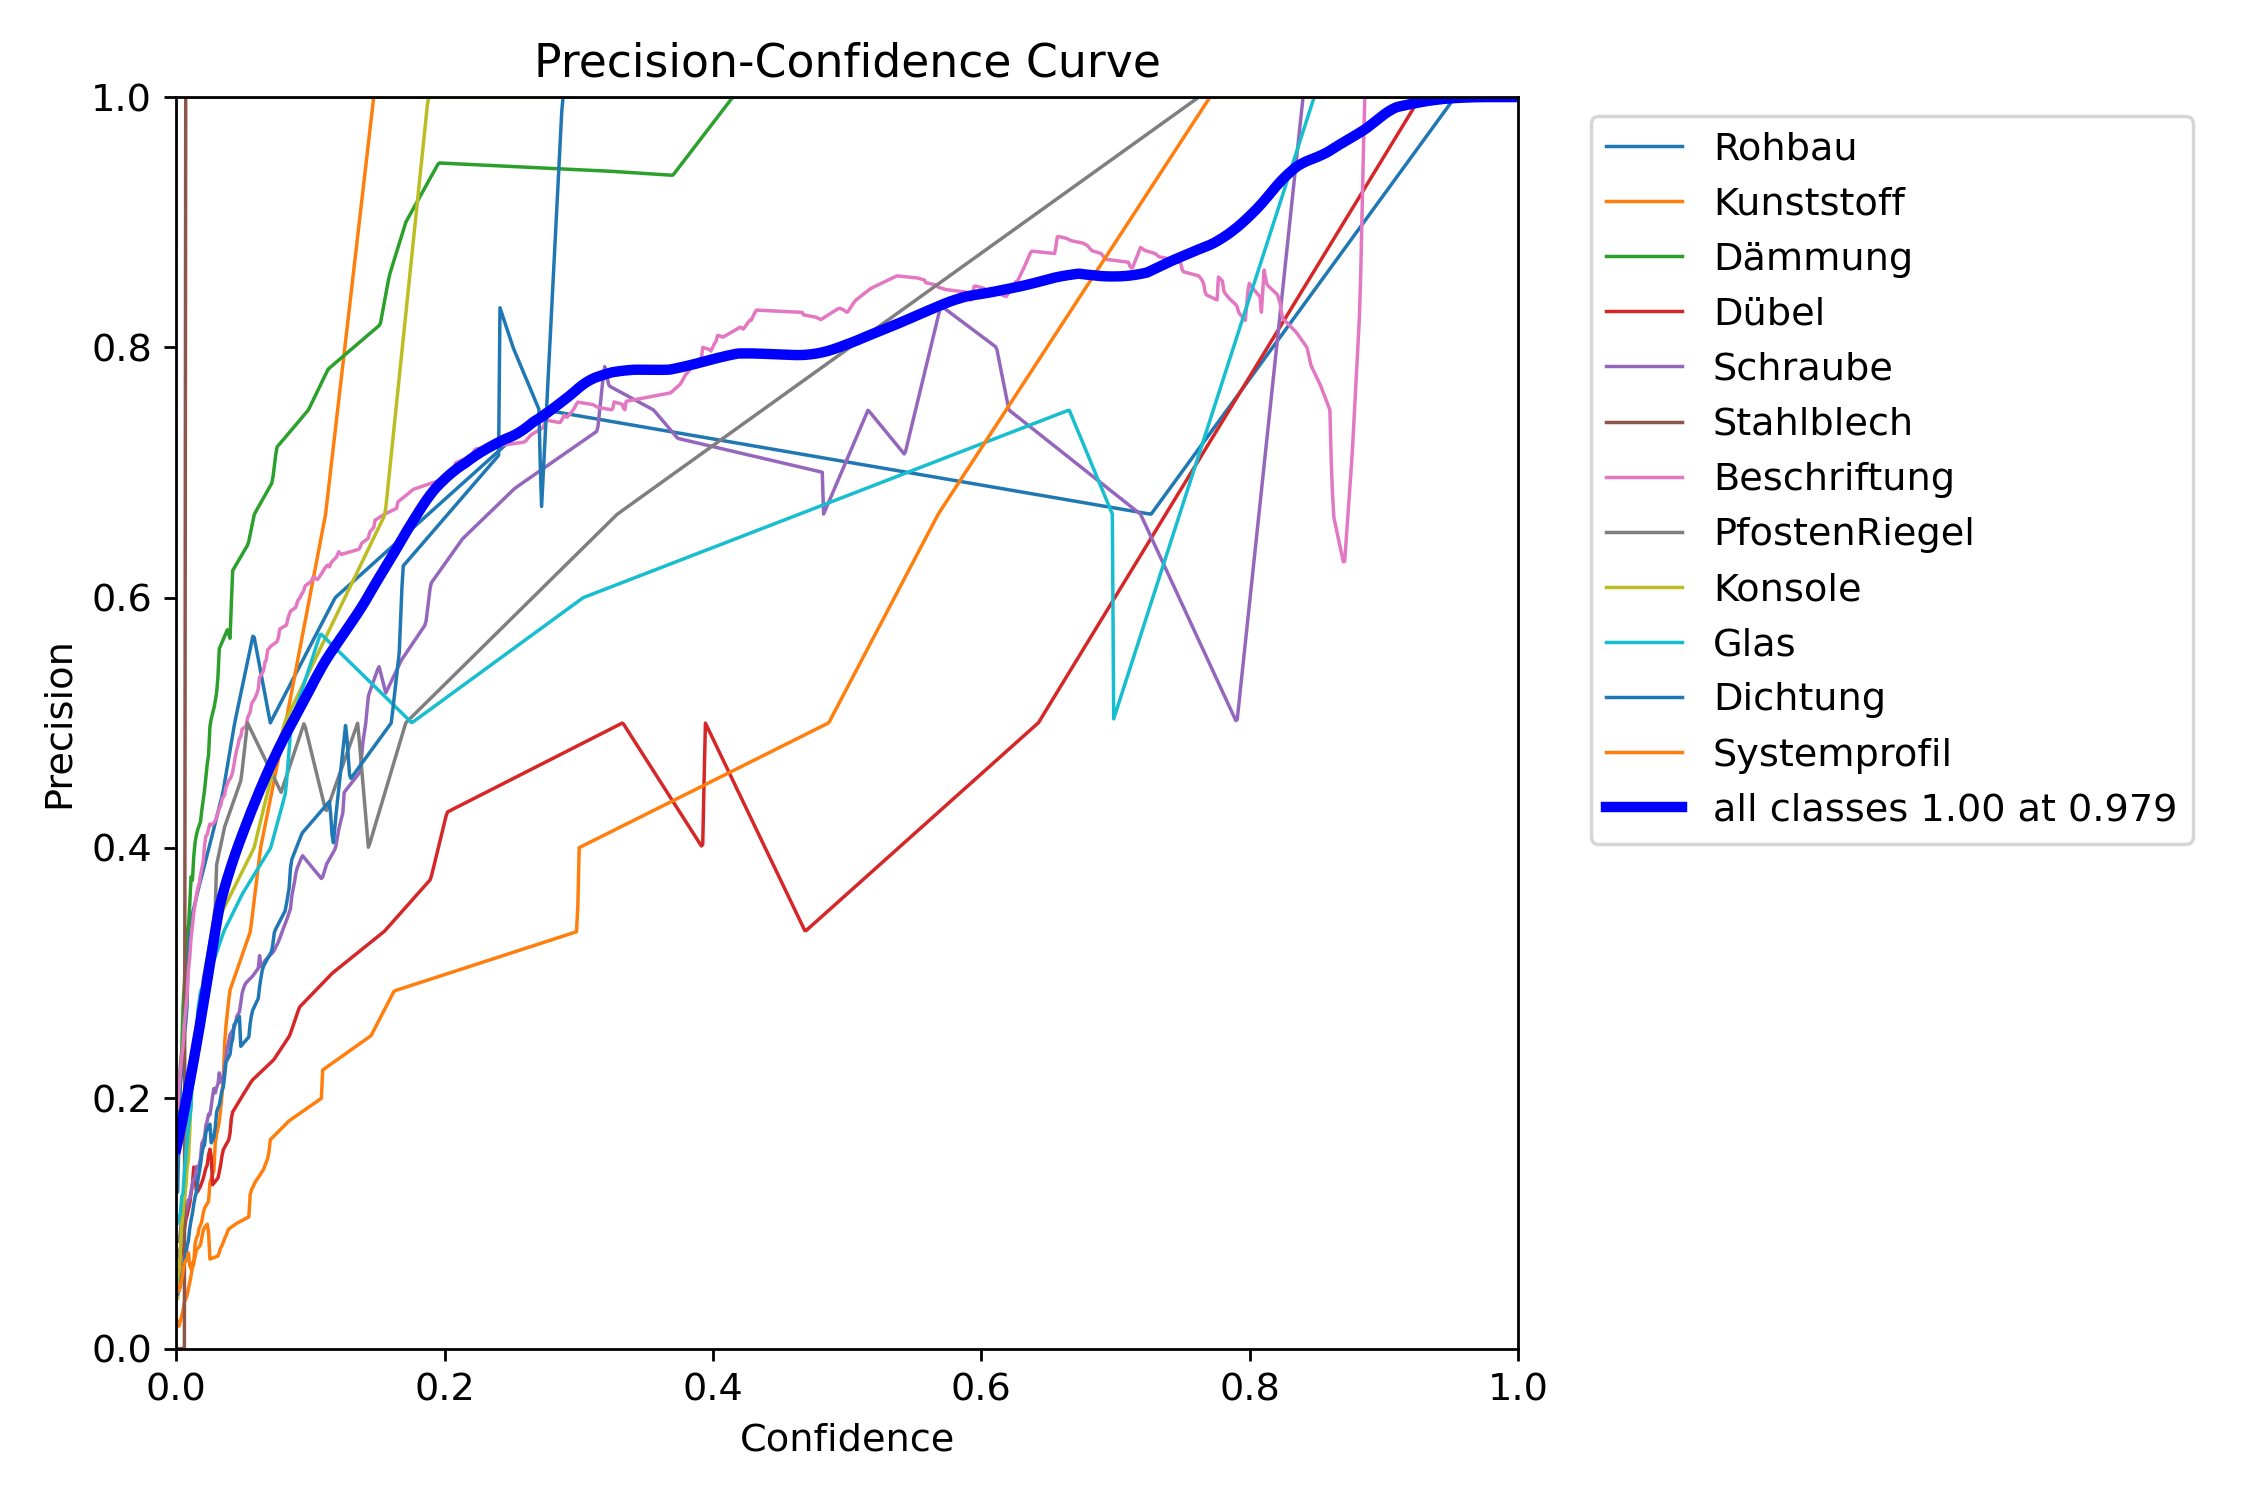 Precision-Confidence Curve
1.0
0.8
0.6
0.4
0.2
0.0
Precision
0.0 0.2 0.4 0.6 0.8 1.0
Confidence
Rohbau
Kunststoff
Dämmung
Dübel
Schraube
Stahlblech
Beschriftung
PfostenRiegel
Konsole
Glas
Dichtung
Systemprofil
all classes 1.00 at 0.979